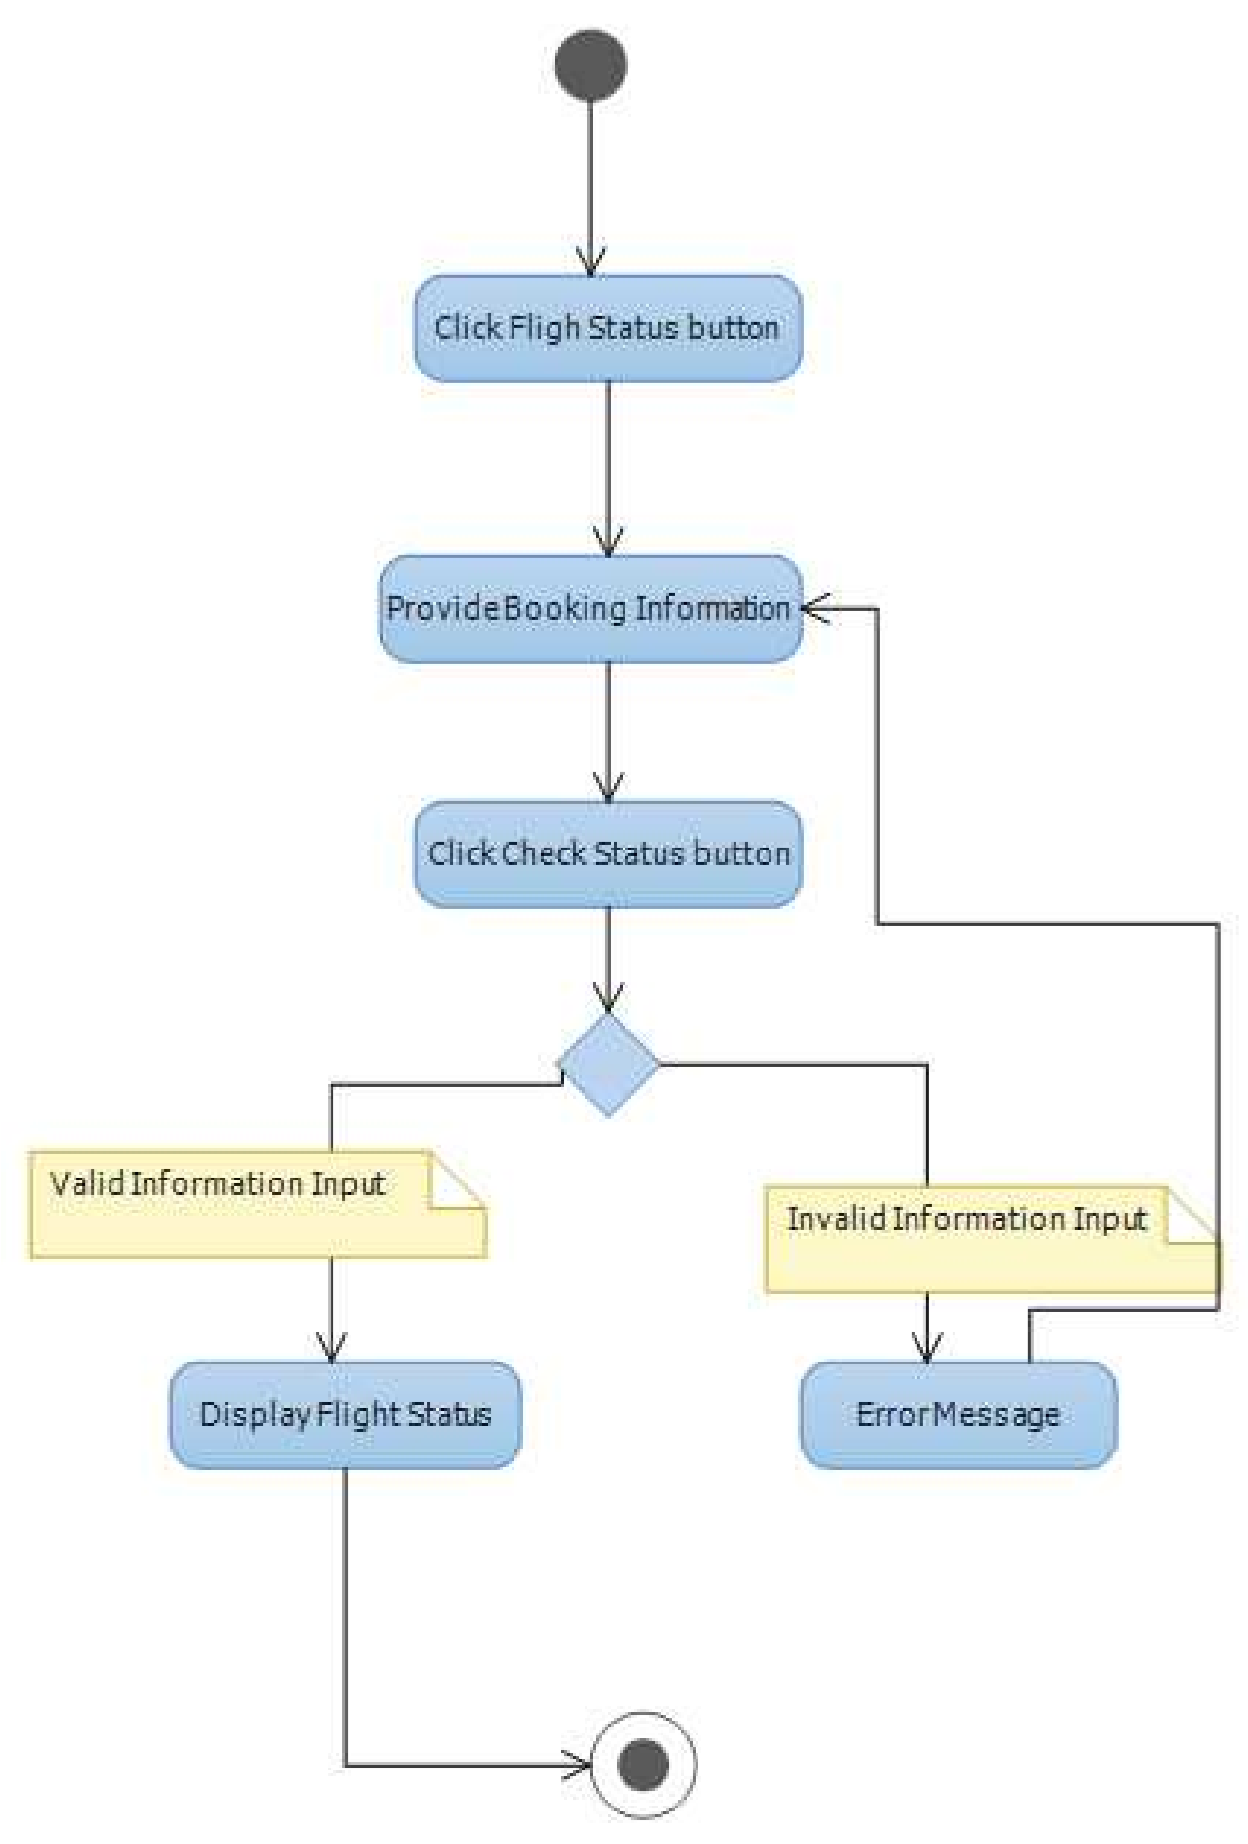 Click Fligh Status button
Provide Booking Information
Click Check Status button
Valid Information Input
Invalid Information Input
Display Flight Status
Error Message